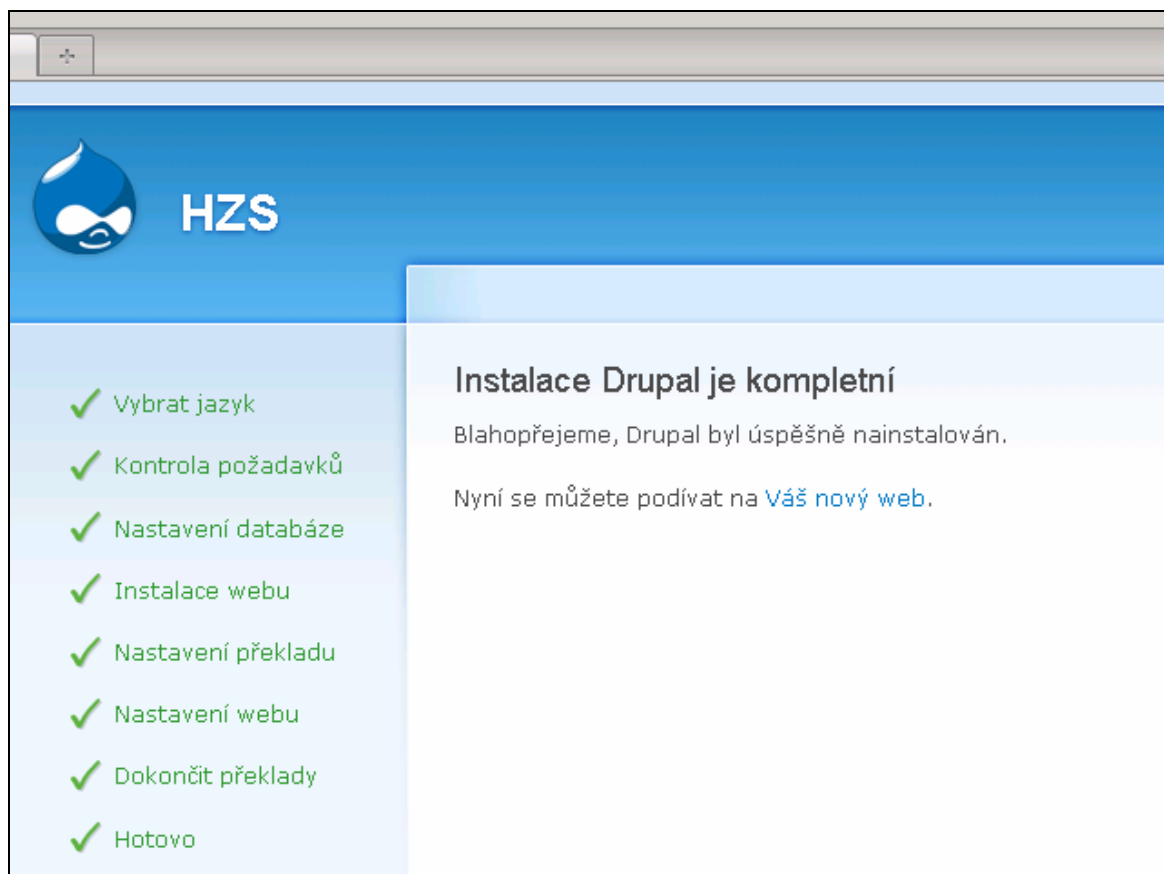 HZS
Vybrat jazyk
Kontrola požadavků
Nastavení databáze
Instalace webu
Nastavení překladu
Nastavení webu
Dokončit překlady
Hotovo
Instalace Drupal je kompletní
Blahopřejeme, Drupal byl úspěšně nainstalován.
Nyní se můžete podívat na Váš nový web.